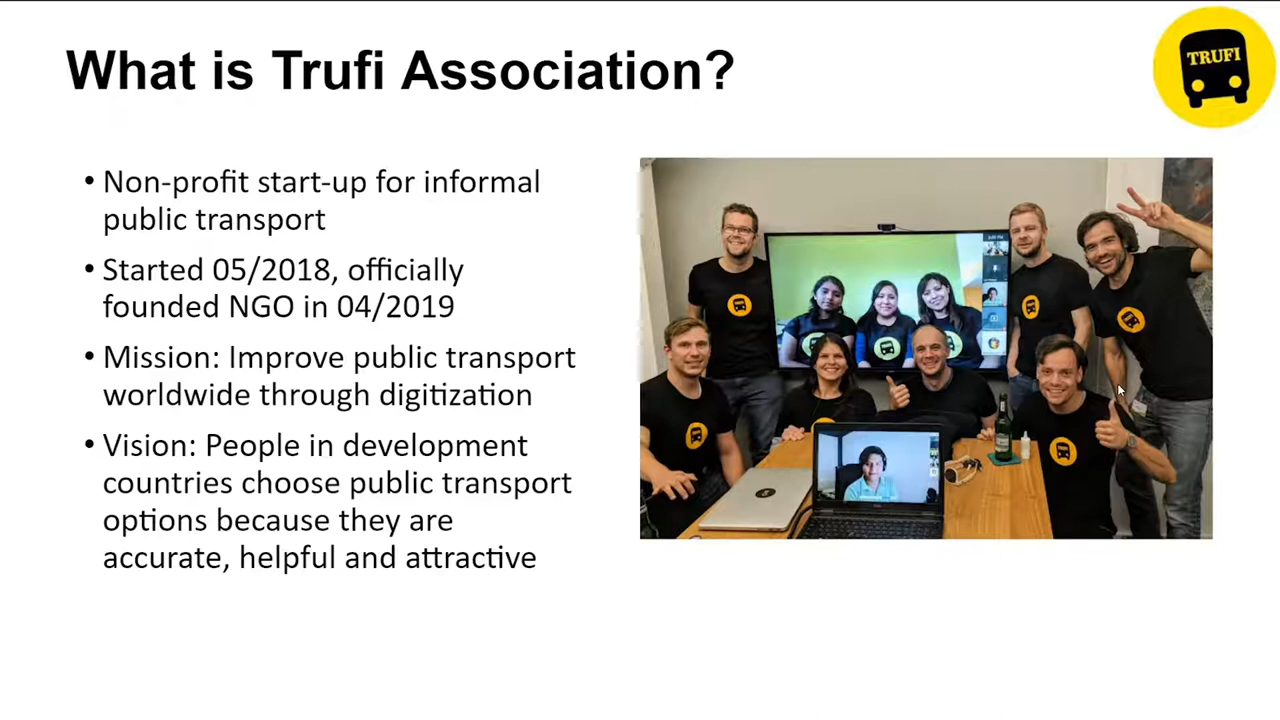 What is Trufi Association?
TRUFI
• Non-profit start-up for informal
public transport
• Started 05/2018, officially
founded NGO in 04/2019
• Mission: Improve public transport
worldwide through digitization
• Vision: People in development
countries choose public transport
options because they are
accurate, helpful and attractive